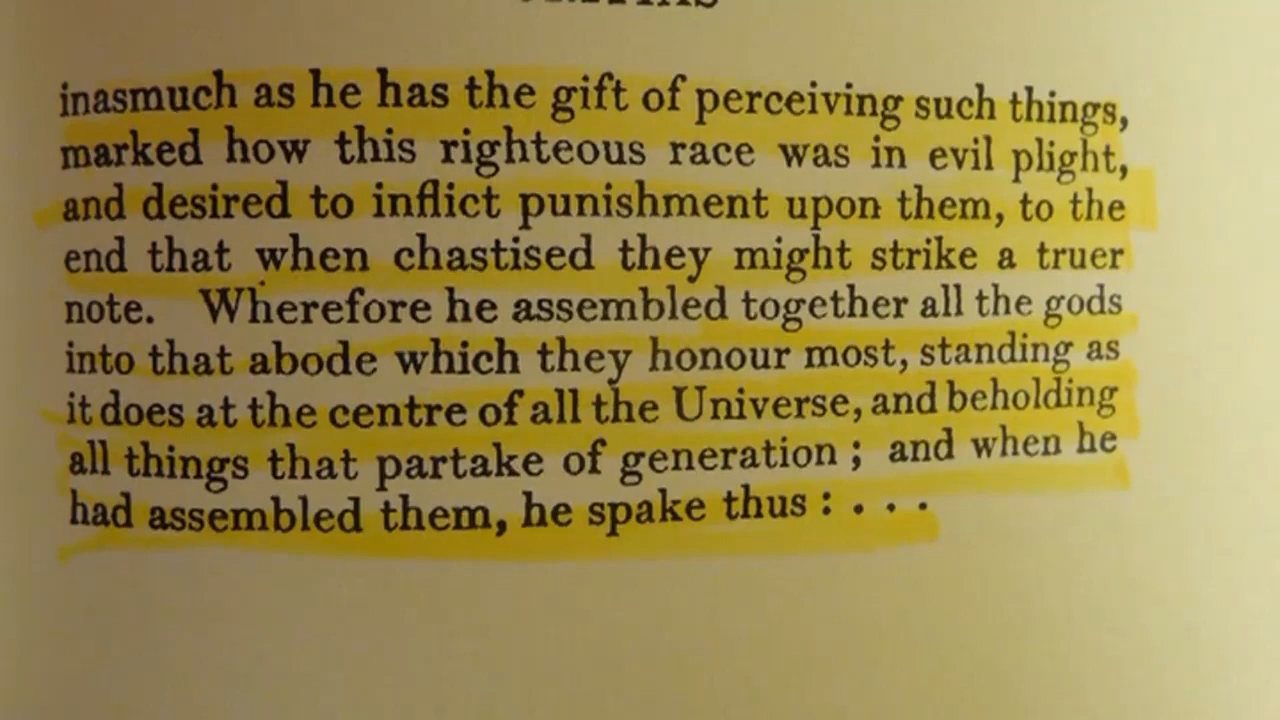 inasmuch as he has the gift of perceiving such things,
marked how this righteous race was in evil plight,
and desired to inflict punishment upon them, to the
end that when chastised they might strike a truer
note. Wherefore he assembled together all the gods
into that abode which they honour most, standing as
it does at the centre of all the Universe, and beholding
all things that partake of generation ; and when he
had assembled them, he spake thus : . . .